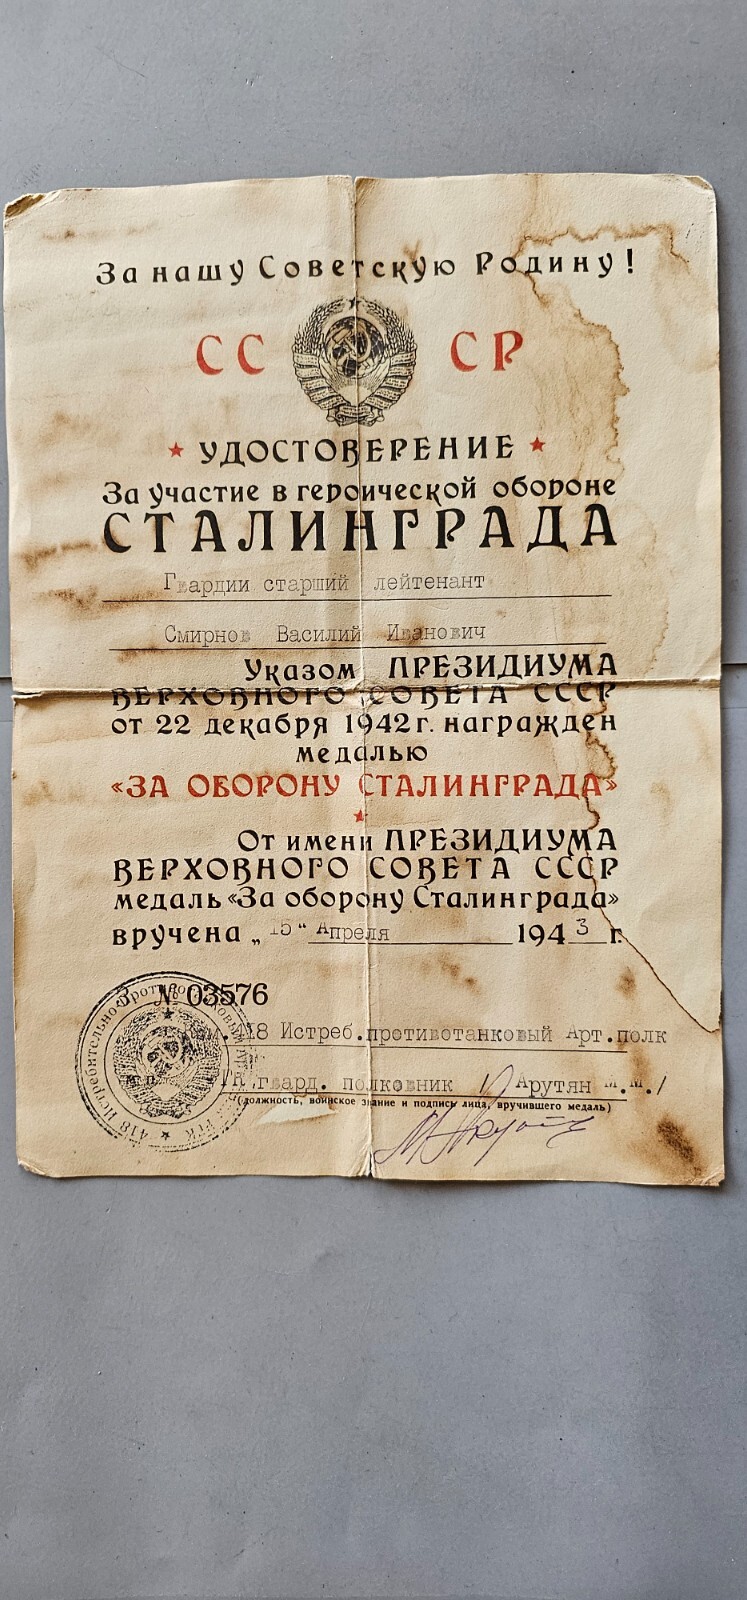 За нашу Советскую Родину!
СССР
УДОСТОВЕРЕНИЕ
За участие в героической обороне
СТАЛИНГРАДА
Гвардии старший лейтенант
Смирнов Василий Иванович
Указом ПРЕЗИДИУМА
ВЕРХОВНОГО СОВЕТА СССР
от 22 декабря 1942 г. награжден
медалью
«ЗА ОБОРОНУ СТАЛИНГРАДА»
От имени ПРЕЗИДИУМА
ВЕРХОВНОГО СОВЕТА СССР
медаль «За оборону Сталинграда»
вручена „15" Апреля 1943 г.
З № 03576
418 Истреб.противотанковый Арт.полк
гвард. полковник Арутян м.м./
(должность, воинское звание и подпись лица, вручившего медаль)
418 Истребительно